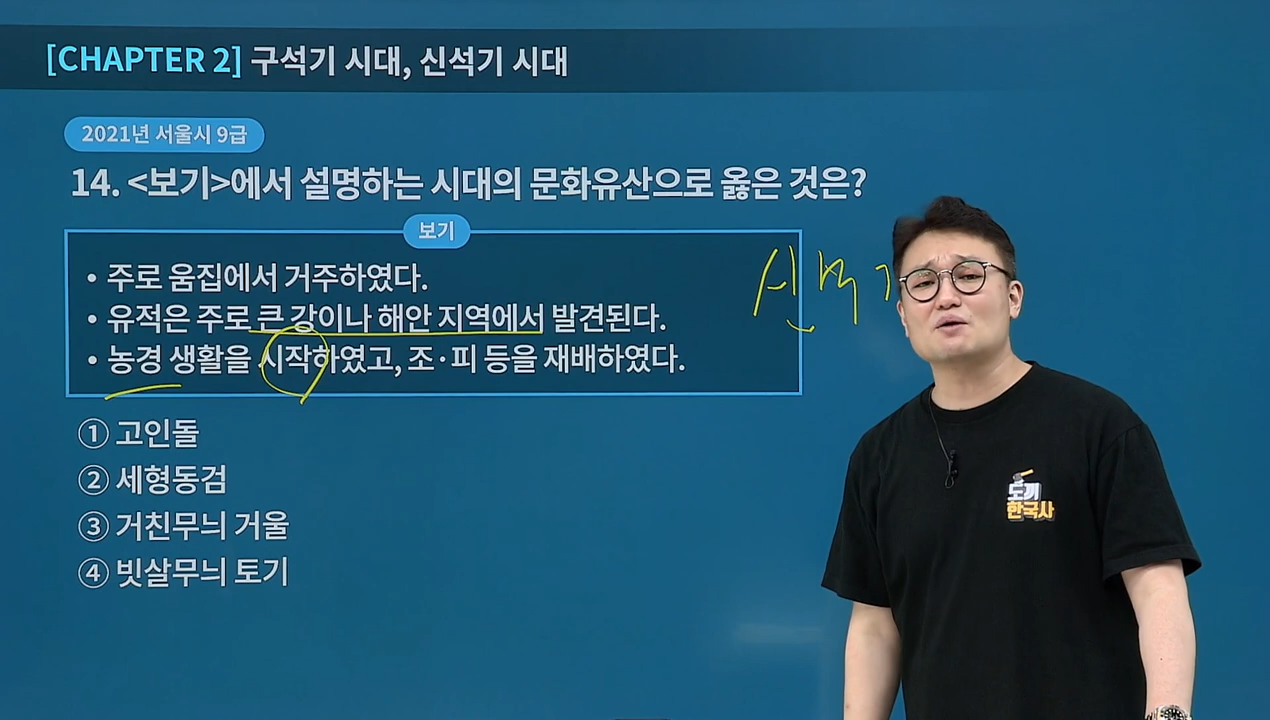 [CHAPTER 2] 구석기 시대, 신석기 시대
2021년 서울시 9급
14. <보기>에서 설명하는 시대의 문화유산으로 옳은 것은?
보기
• 주로 움집에서 거주하였다.
• 유적은 주로 큰 강이나 해안 지역에서 발견된다.
• 농경 생활을 시작하였고, 조·피 등을 재배하였다.
신석기
① 고인돌
② 세형동검
③ 거친무늬 거울
④ 빗살무늬 토기
도끼
한국사